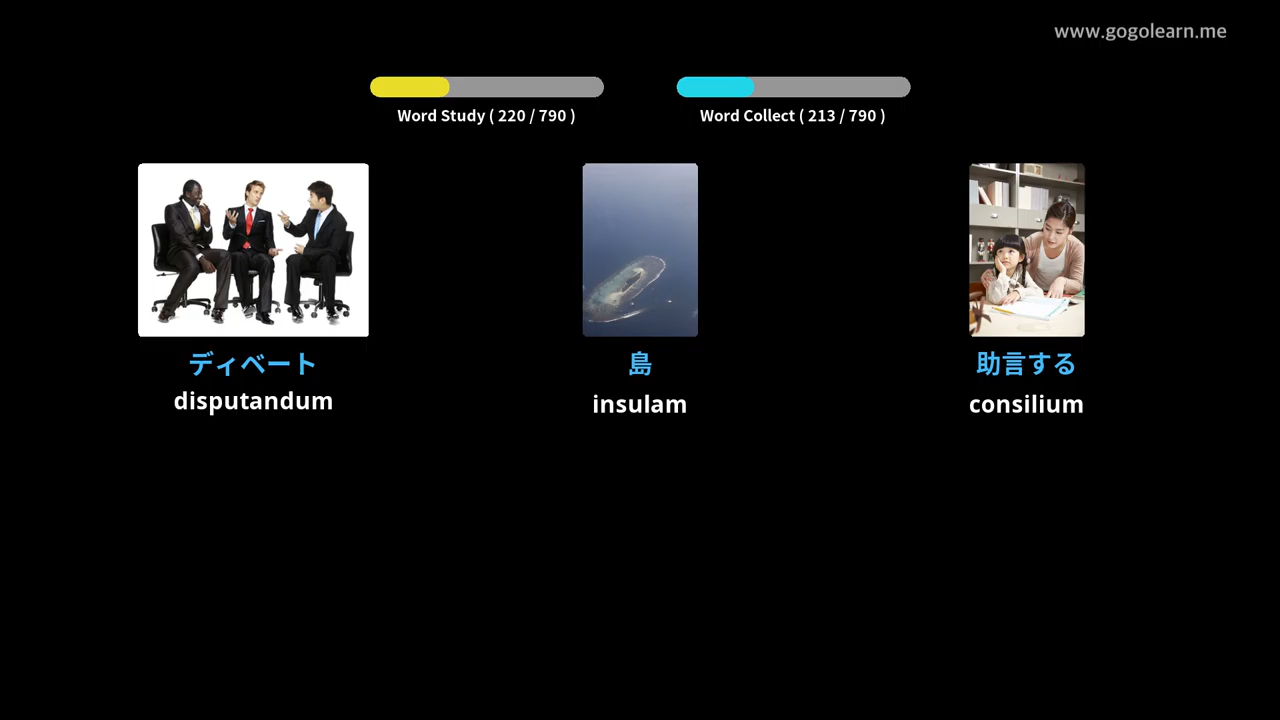 www.gogolearn.me
Word Study ( 220 / 790 )
Word Collect ( 213 / 790 )
ディベート
disputandum
島
insulam
助言する
consilium